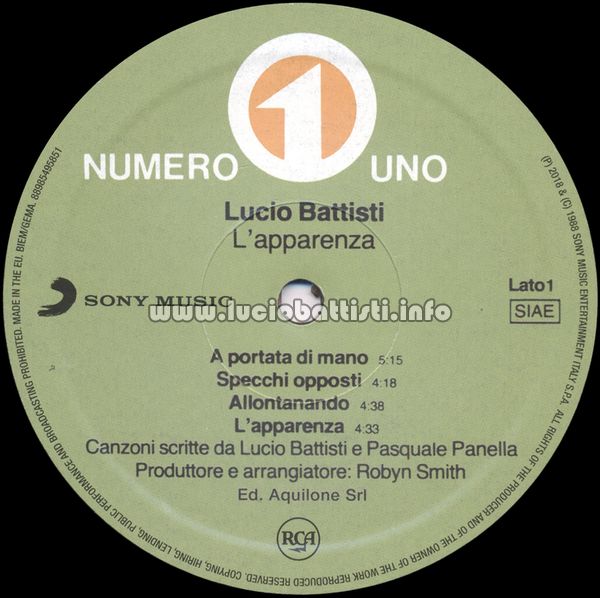 1
NUMERO UNO
Lucio Battisti
L'apparenza
SONY MUSIC
Lato 1
SIAE
www.luciobattisti.info
A portata di mano 5:15
Specchi opposti 4:18
Allontanando 4:38
L'apparenza 4:33
Canzoni scritte da Lucio Battisti e Pasquale Panella
Produttore e arrangiatore: Robyn Smith
Ed. Aquilone Srl
RCA
(P) 2018 & (C) 1988 SONY MUSIC ENTERTAINMENT ITALY S.P.A. ALL RIGHTS OF THE PRODUCER AND OF THE OWNER OF THE WORK REPRODUCED RESERVED. COPYING, HIRING, LENDING, PUBLIC PERFORMANCE AND BROADCASTING PROHIBITED. MADE IN THE EU. BIEM/GEMA. 88985495851